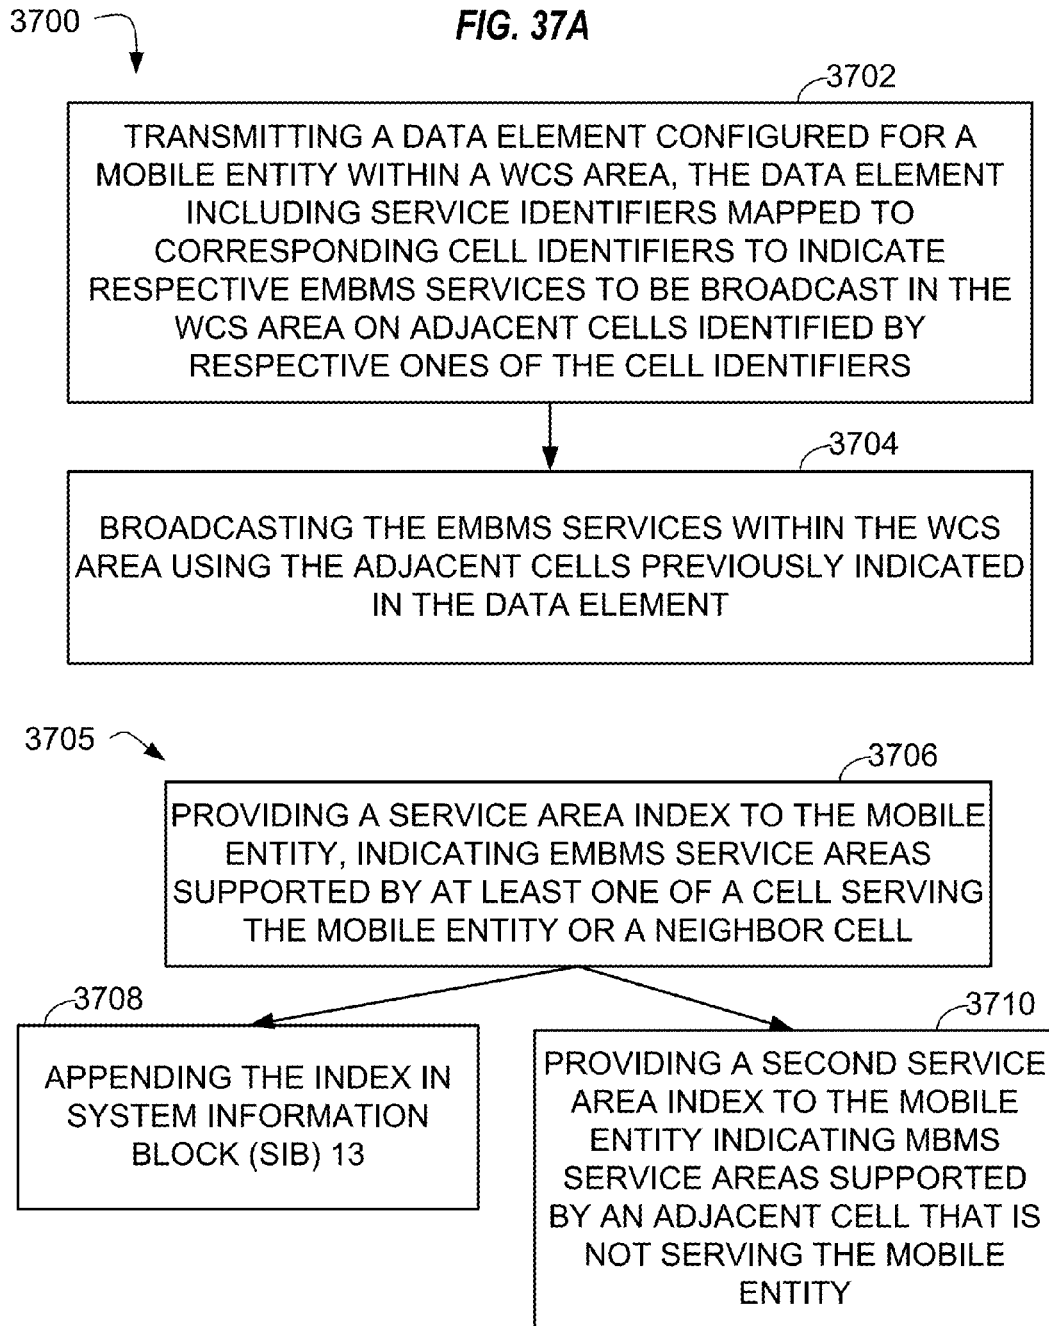 FIG. 37A
3700
3702
TRANSMITTING A DATA ELEMENT CONFIGURED FOR A
MOBILE ENTITY WITHIN A WCS AREA, THE DATA ELEMENT
INCLUDING SERVICE IDENTIFIERS MAPPED TO
CORRESPONDING CELL IDENTIFIERS TO INDICATE
RESPECTIVE EMBMS SERVICES TO BE BROADCAST IN THE
WCS AREA ON ADJACENT CELLS IDENTIFIED BY
RESPECTIVE ONES OF THE CELL IDENTIFIERS
3704
BROADCASTING THE EMBMS SERVICES WITHIN THE WCS
AREA USING THE ADJACENT CELLS PREVIOUSLY INDICATED
IN THE DATA ELEMENT
3705
3706
PROVIDING A SERVICE AREA INDEX TO THE MOBILE
ENTITY, INDICATING EMBMS SERVICE AREAS
SUPPORTED BY AT LEAST ONE OF A CELL SERVING
THE MOBILE ENTITY OR A NEIGHBOR CELL
3708
APPENDING THE INDEX IN
SYSTEM INFORMATION
BLOCK (SIB) 13
3710
PROVIDING A SECOND SERVICE
AREA INDEX TO THE MOBILE
ENTITY INDICATING MBMS
SERVICE AREAS SUPPORTED
BY AN ADJACENT CELL THAT IS
NOT SERVING THE MOBILE
ENTITY